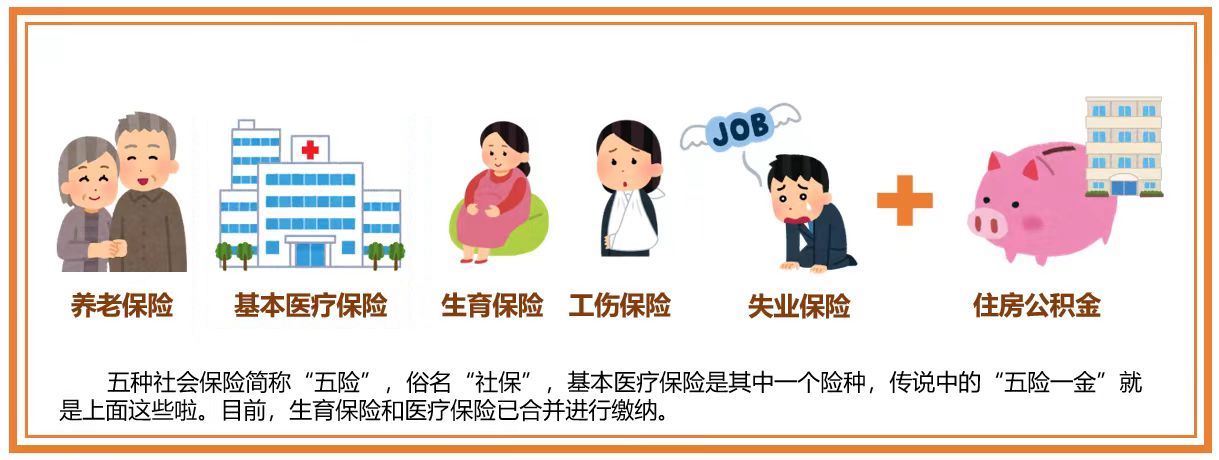 JOB
养老保险 基本医疗保险 生育保险 工伤保险 失业保险 住房公积金
五种社会保险简称“五险”，俗名“社保”，基本医疗保险是其中一个险种，传说中的“五险一金”就
是上面这些啦。目前，生育保险和医疗保险已合并进行缴纳。